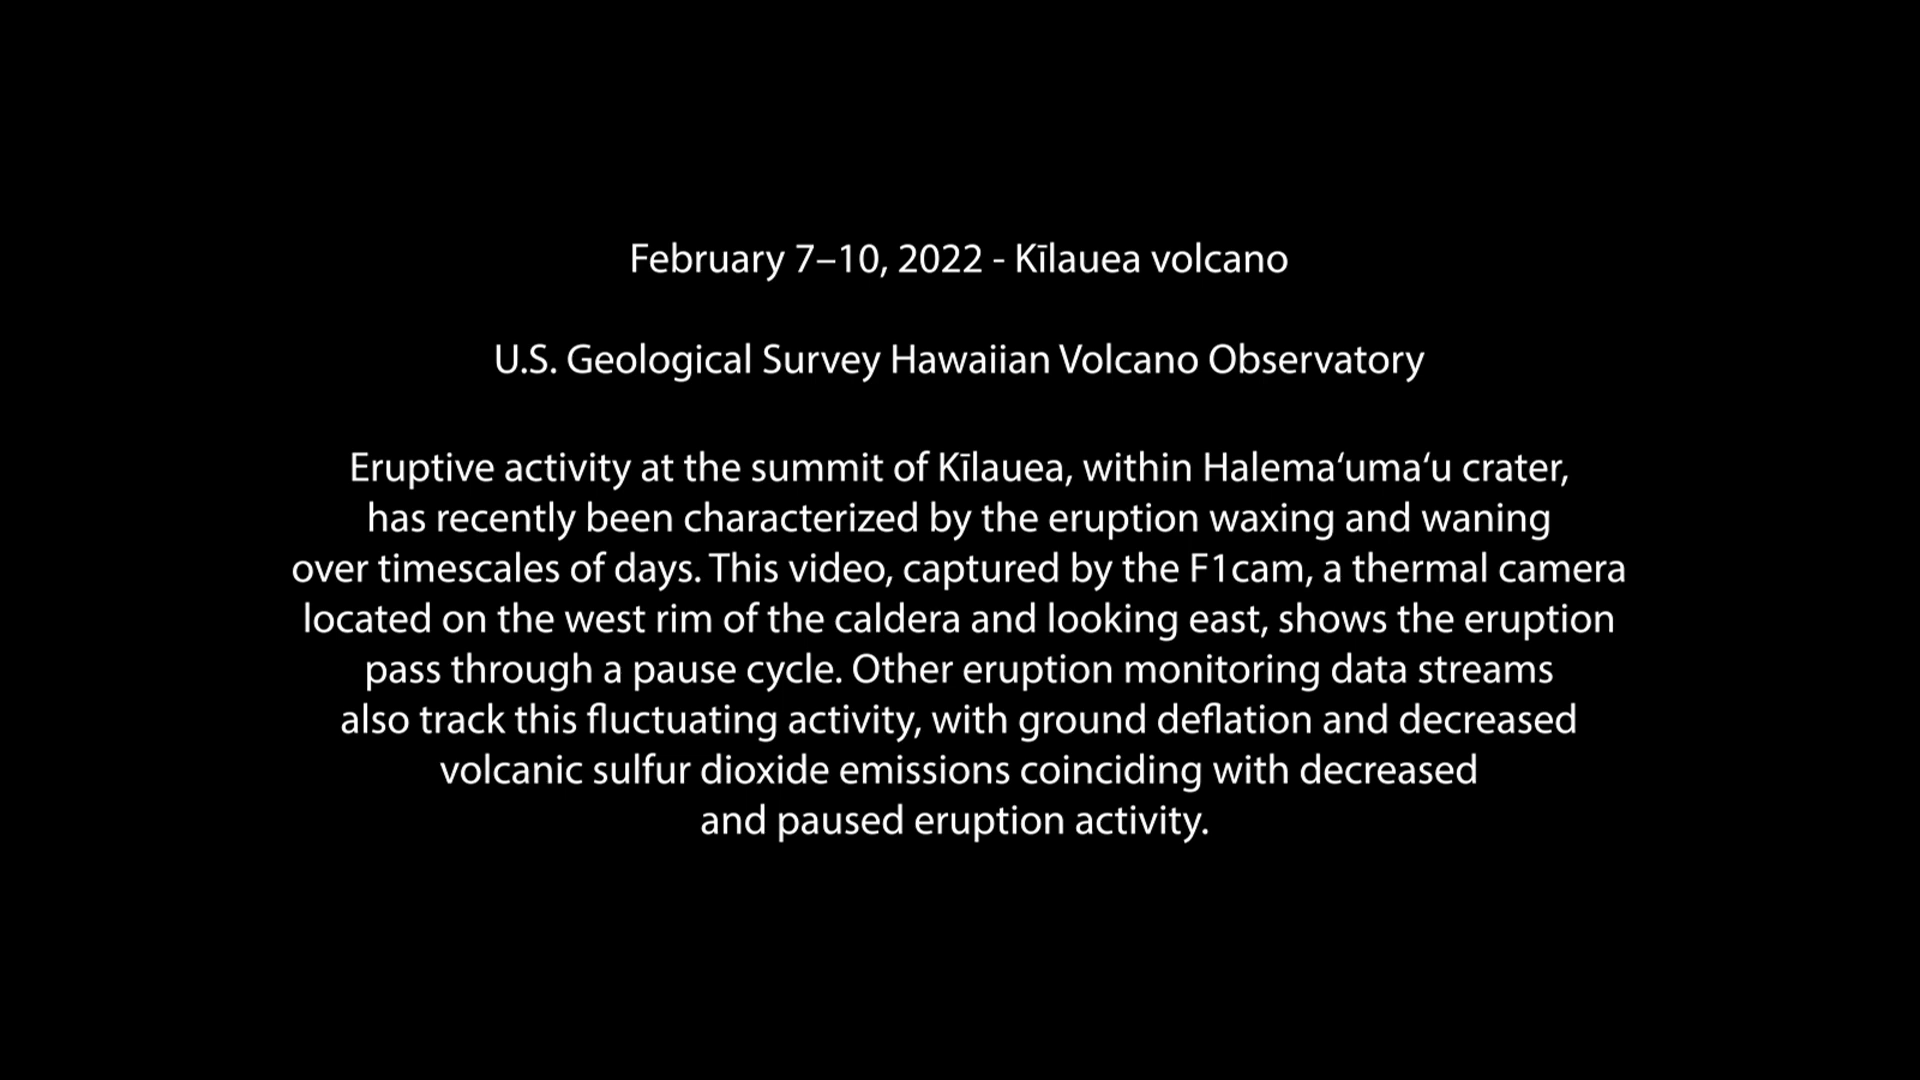 February 7–10, 2022 - Kīlauea volcano
U.S. Geological Survey Hawaiian Volcano Observatory
Eruptive activity at the summit of Kīlauea, within Halemaʻumaʻu crater,
has recently been characterized by the eruption waxing and waning
over timescales of days. This video, captured by the F1cam, a thermal camera
located on the west rim of the caldera and looking east, shows the eruption
pass through a pause cycle. Other eruption monitoring data streams
also track this fluctuating activity, with ground deflation and decreased
volcanic sulfur dioxide emissions coinciding with decreased
and paused eruption activity.